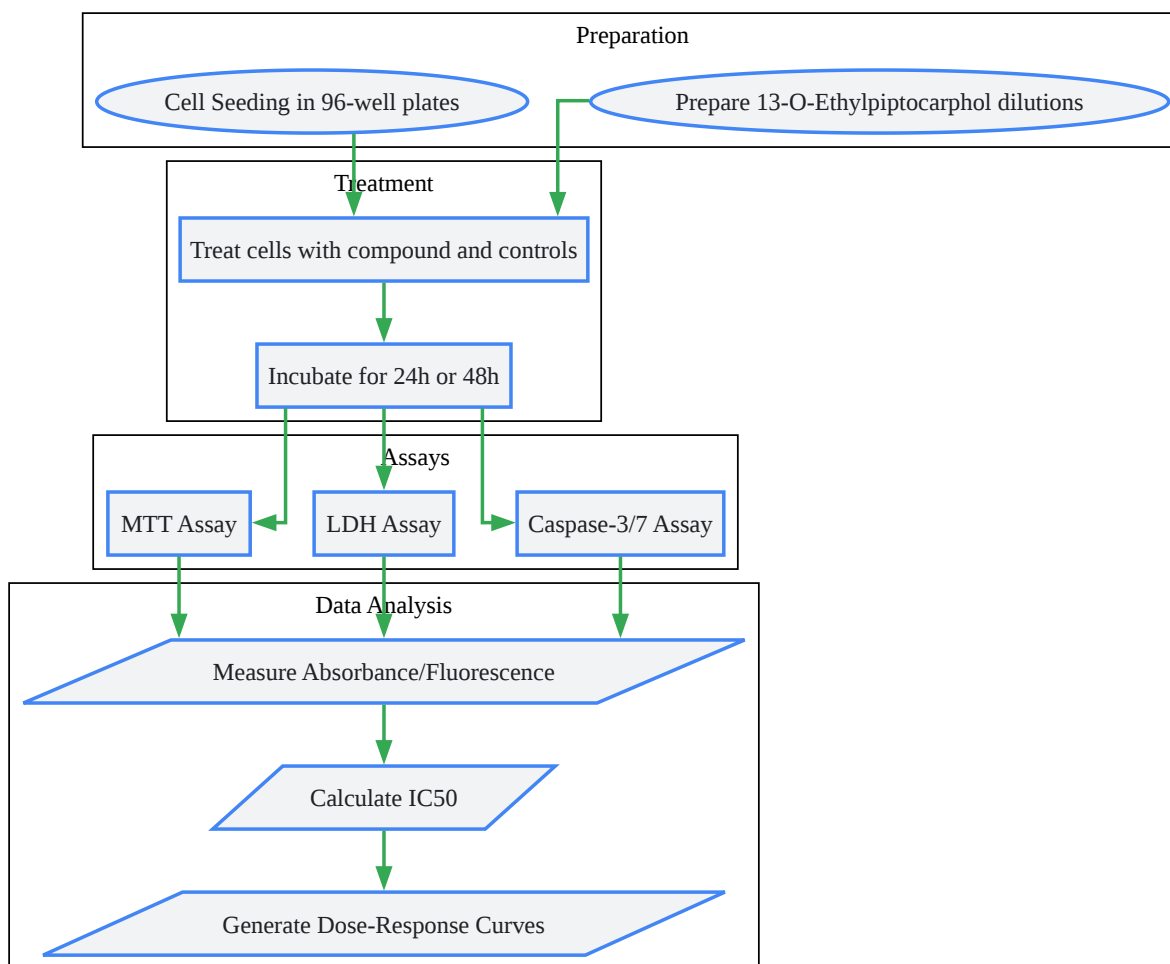 Preparation
Cell Seeding in 96-well plates
Prepare 13-O-Ethylpiptocarphol dilutions
Treatment
Treat cells with compound and controls
Incubate for 24h or 48h
Assays
MTT Assay
LDH Assay
Caspase-3/7 Assay
Data Analysis
Measure Absorbance/Fluorescence
Calculate IC50
Generate Dose-Response Curves